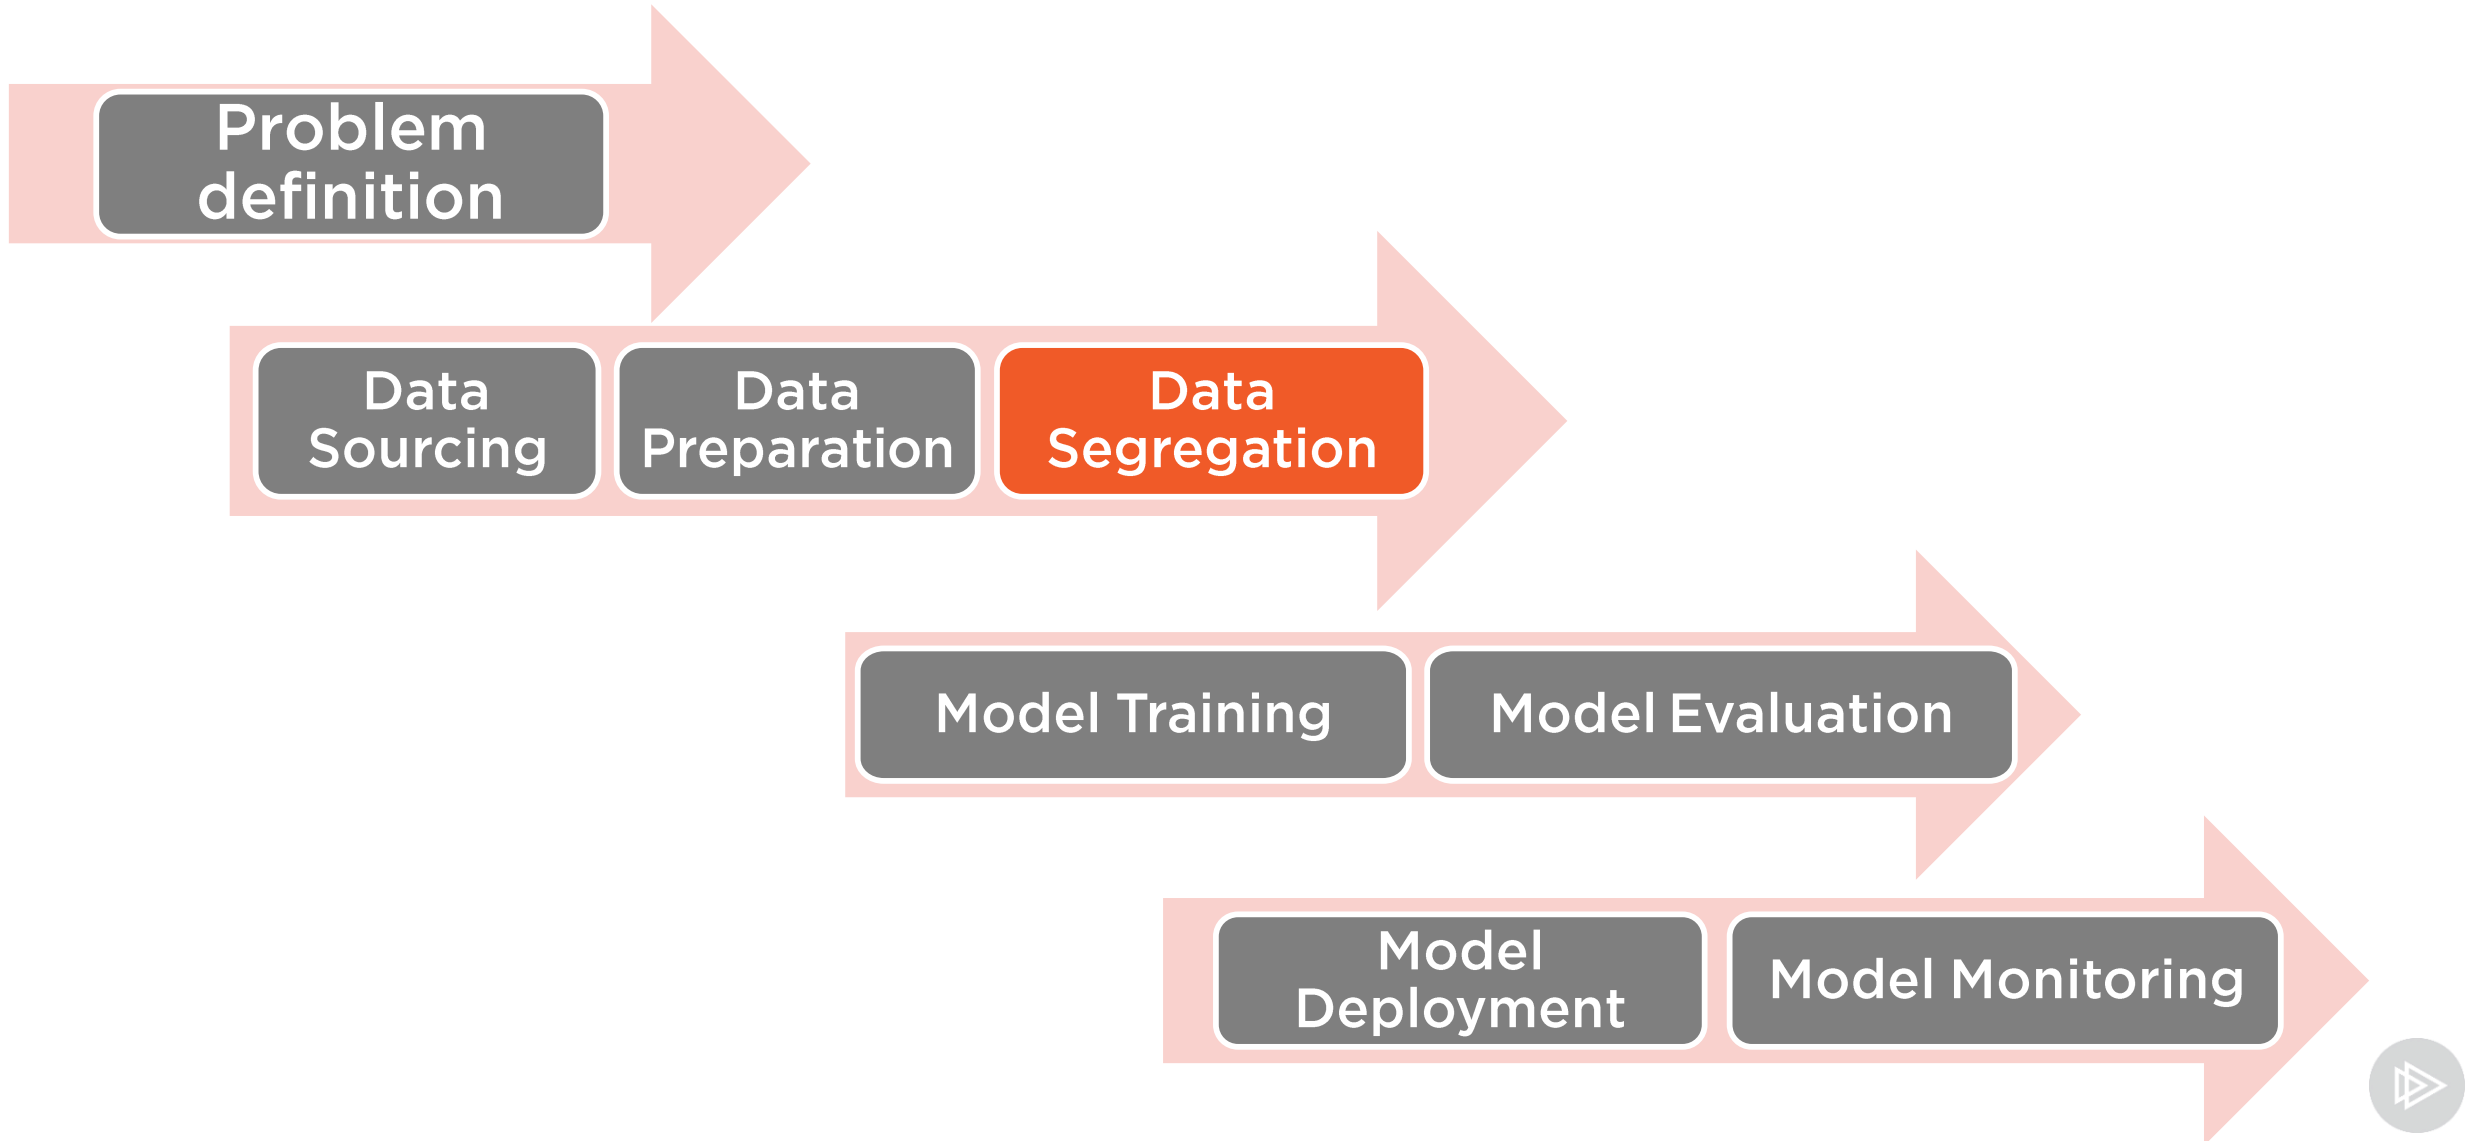 Problem
definition
Data
Sourcing
Data
Preparation
Data
Segregation
Model Training
Model Evaluation
Model
Deployment
Model Monitoring